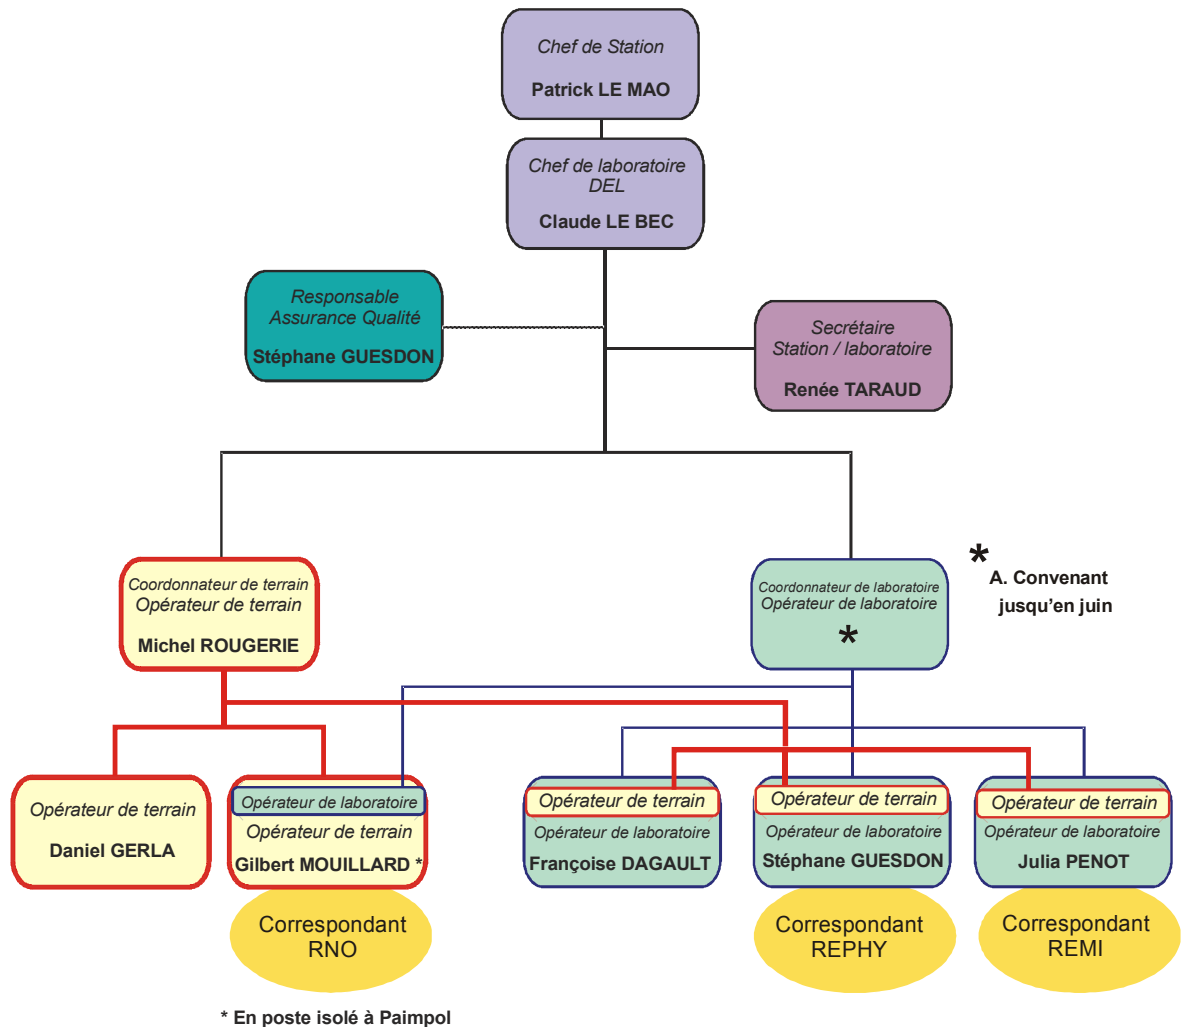 Chef de Station
Patrick LE MAO
Chef de laboratoire
DEL
Claude LE BEC
Responsable
Assurance Qualité
Stéphane GUESDON
Secrétaire
Station / laboratoire
Renée TARAUD
Coordonnateur de terrain
Opérateur de terrain
Michel ROUGERIE
Coordonnateur de laboratoire
Opérateur de laboratoire
*
* A. Convenant
jusqu'en juin
Opérateur de terrain
Daniel GERLA
Opérateur de laboratoire
Opérateur de terrain
Gilbert MOUILLARD *
Opérateur de terrain
Opérateur de laboratoire
Françoise DAGAULT
Opérateur de terrain
Opérateur de laboratoire
Stéphane GUESDON
Opérateur de terrain
Opérateur de laboratoire
Julia PENOT
Correspondant
RNO
Correspondant
REPHY
Correspondant
REMI
* En poste isolé à Paimpol